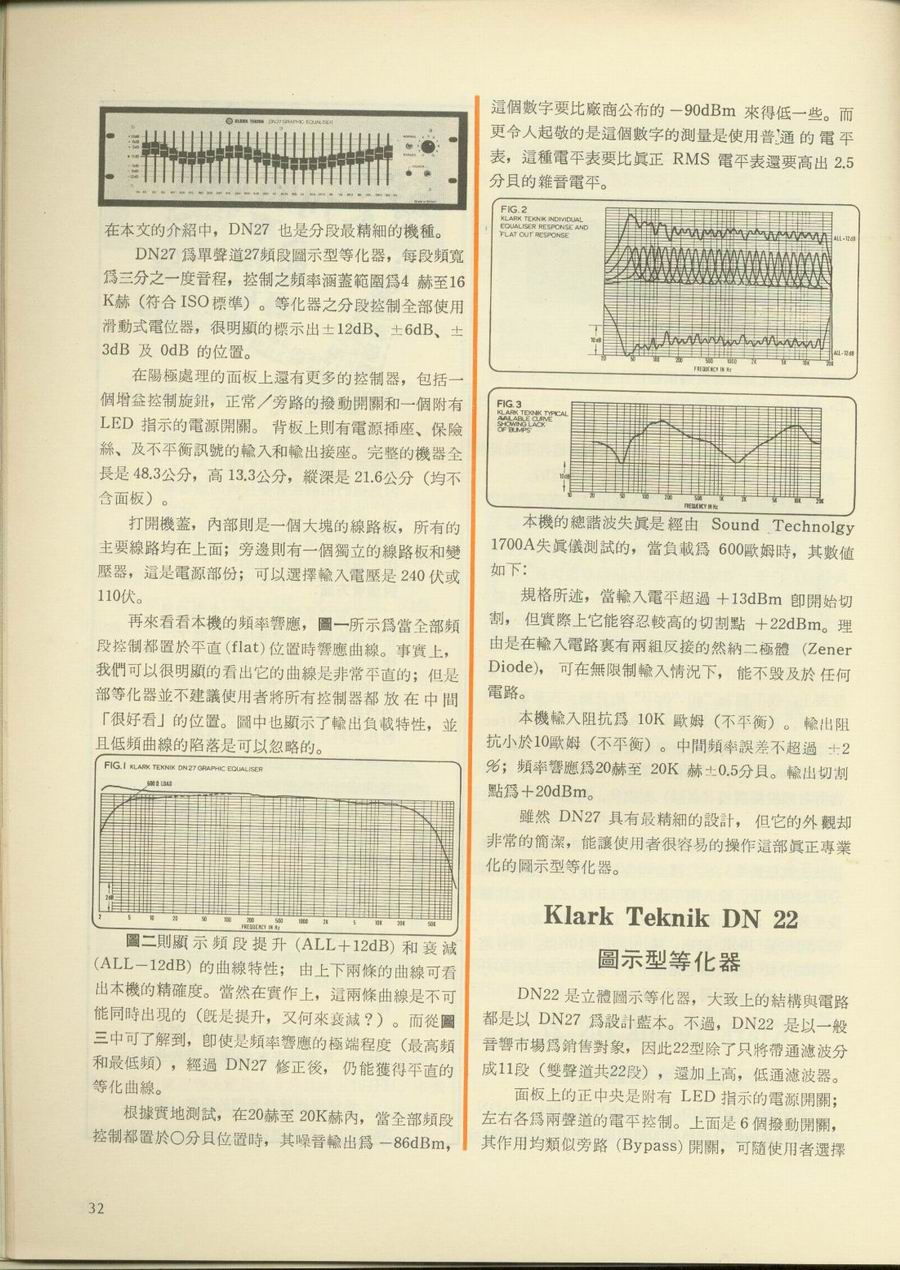 KLARK TEKNIK DN27 GRAPHIC EQUALISER
在本文的介紹中，DN27 也是分段最精細的機種。
DN27 爲單聲道27頻段圖示型等化器，每段頻寬
爲三分之一度音程，控制之頻率涵蓋範圍爲4 赫至16
K赫（符合 ISO 標準）。等化器之分段控制全部使用
滑動式電位器，很明顯的標示出±12dB、±6dB、±
3dB 及 0dB 的位置。
在陽極處理的面板上還有更多的控制器，包括一
個增益控制旋鈕，正常／旁路的撥動開關和一個附有
LED 指示的電源開關。 背板上則有電源揷座、保險
絲、及不平衡訊號的輸入和輸出接座。完整的機器全
長是 48.3公分，高 13.3公分，縱深是 21.6公分（均不
含面板）。
打開機蓋，內部則是一個大塊的線路板，所有的
主要線路均在上面；旁邊則有一個獨立的線路板和變
壓器，這是電源部份；可以選擇輸入電壓是 240 伏或
110伏。
再來看看本機的頻率響應，圖一所示爲當全部頻
段控制都置於平直 (flat) 位置時響應曲線。事實上，
我們可以很明顯的看出它的曲線是非常平直的；但是
部等化器並不建議使用者將所有控制器都 放 在 中 間
「很好看」的位置。圖中也顯示了輸出負載特性，並
且低頻曲線的陷落是可以忽略的。
FIG.1 KLARK TEKNIK DN27 GRAPHIC EQUALISER
600 Ω LOAD
2dB
2 5 10 20 50 100 200 500 1000 2K 5K 10K 20K 50K
FREQUENCY IN Hz
圖二則顯 示 頻 段 提 升 (ALL＋12dB) 和 衰 減
(ALL－12dB) 的曲線特性； 由上下兩條的曲線可看
出本機的精確度。當然在實作上，這兩條曲線是不可
能同時出現的（旣是提升，又何來衰減？）。而從圖
三中可了解到，卽使是頻率響應的極端程度（最高頻
和最低頻），經過 DN27 修正後， 仍能獲得平直的
等化曲線。
根據實地測試，在20赫至 20K赫內，當全部頻段
控制都置於〇分貝位置時，其噪音輸出爲 －86dBm，
32
這個數字要比廠商公布的 －90dBm 來得低一些。而
更令人起敬的是這個數字的測量是使用普通 的 電 平
表，這種電平表要比眞正 RMS 電平表還要高出 2.5
分貝的雜音電平。
FIG. 2
KLARK TEKNIK INDIVIDUAL
EQUALISER RESPONSE AND
'FLAT OUT' RESPONSE
ALL +12dB
10dB
ALL -12dB
20 50 100 200 500 1000 2K 5K 10K 20K
FREQUENCY IN Hz
FIG. 3
KLARK TEKNIK TYPICAL
AVAILABLE CURVE
SHOWING LACK
OF 'BUMPS'
10dB
10 20 50 100 200 500 1K 2K 5K 10K 20K
FREQUENCY IN Hz
本機的總諧波失眞是經由 Sound Technolgy
1700A失眞儀測試的，當負載爲 600歐姆時，其數値
如下：
規格所述，當輸入電平超過 ＋13dBm 卽開始切
割， 但實際上它能容忍較高的切割點 ＋22dBm。理
由是在輸入電路裏有兩組反接的然納二極體 (Zener
Diode)， 可在無限制輸入情況下， 能不毀及於 任何
電路。
本機輸入阻抗爲 10K 歐姆（不平衡）。 輸出阻
抗小於10歐姆（不平衡）。中間頻率誤差不超過 ±2
％；頻率響應爲20赫至 20K 赫±0.5分貝。輸出切割
點爲＋20dBm。
雖然 DN27 具有最精細的設計， 但它的外 觀却
非常的簡潔，能讓使用者很容易的操作這部眞正專業
化的圖示型等化器。
Klark Teknik DN 22
圖示型等化器
DN22 是立體圖示等化器，大致上的結構與電路
都是以 DN27 爲設計藍本。不過，DN22 是以一般
音響市場爲銷售對象，因此22型除了只將帶通濾波分
成11段（雙聲道共22段），還加上高，低通濾波器。
面板上的正中央是附有 LED 指示的電源開關；
左右各爲兩聲道的電平控制。上面是 6 個撥動開關，
其作用均類似旁路 (Bypass) 開關，可隨使用者選擇